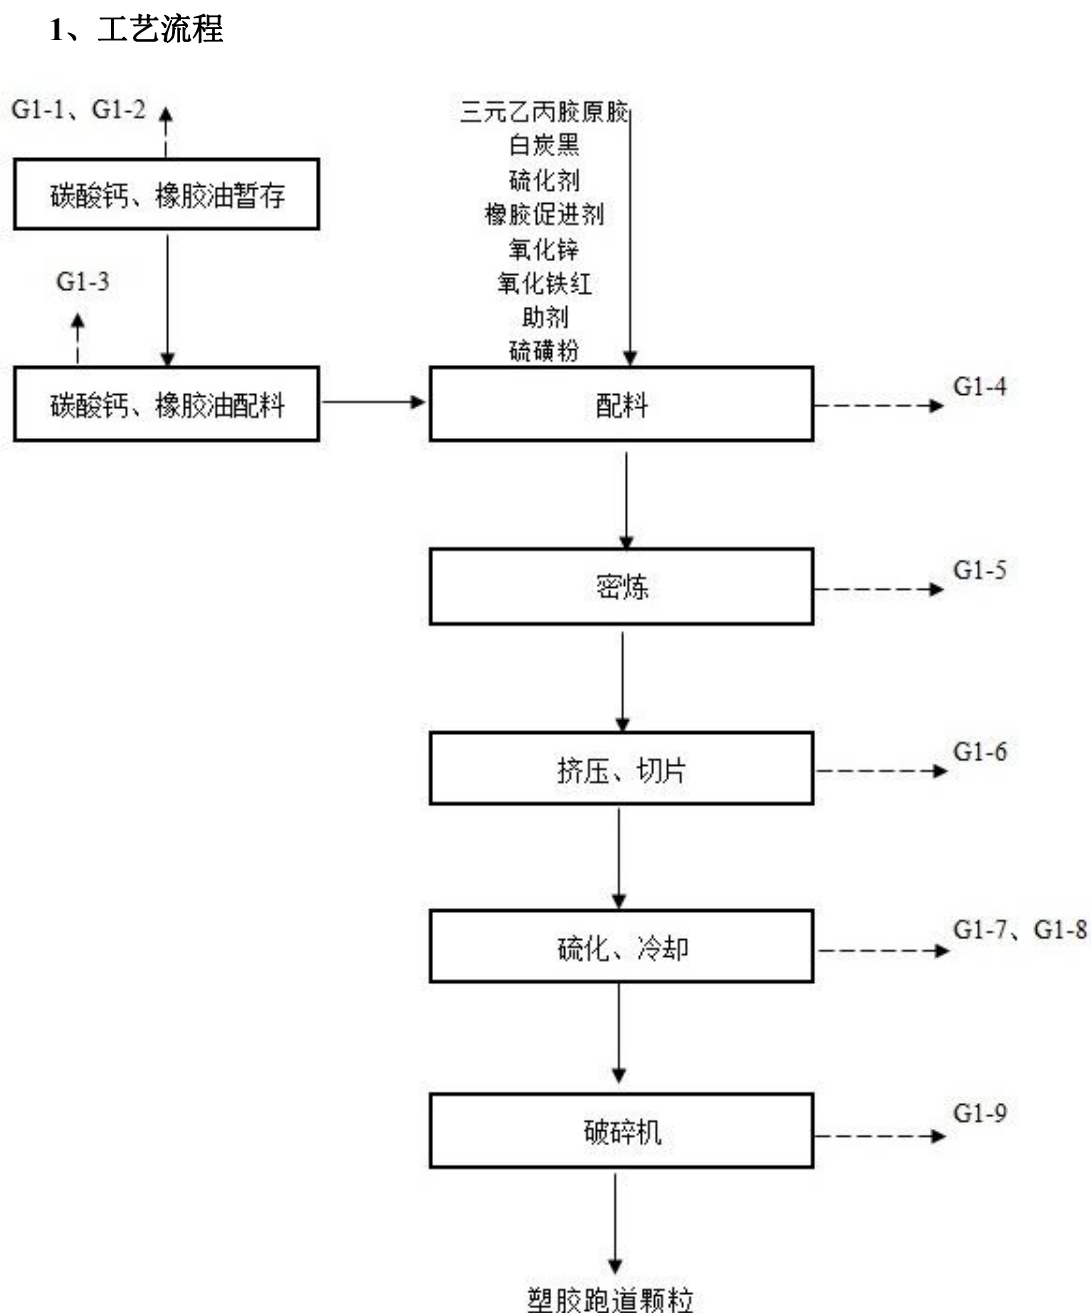 1、工艺流程
G1-1、G1-2
碳酸钙、橡胶油暂存
G1-3
碳酸钙、橡胶油配料
三元乙丙胶原胶
白炭黑
硫化剂
橡胶促进剂
氧化锌
氧化铁红
助剂
硫磺粉
配料
G1-4
密炼
G1-5
挤压、切片
G1-6
硫化、冷却
G1-7、G1-8
破碎机
G1-9
塑胶跑道颗粒